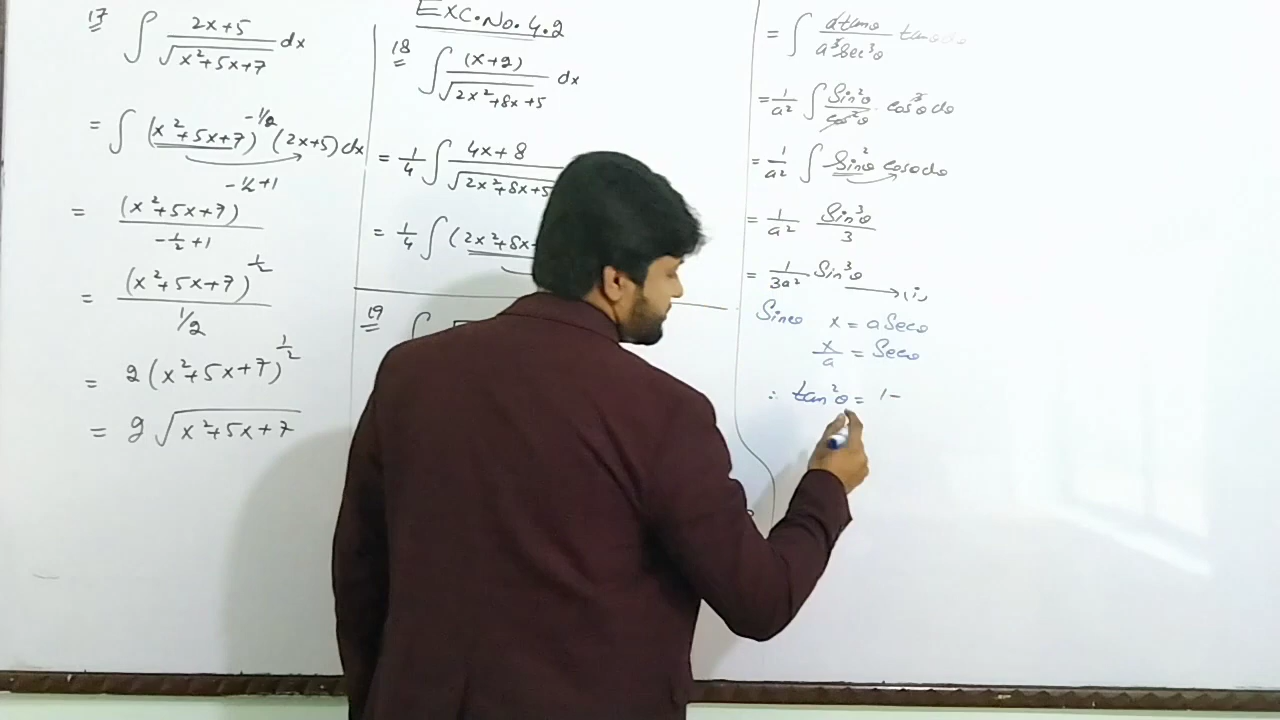 Exc.No.4.2
17 ∫ 2x+5 / √(x²+5x+7) dx
= ∫ (x²+5x+7)^(-1/2) (2x+5) dx
= (x²+5x+7)^(-1/2+1) / (-1/2+1)
= (x²+5x+7)^(1/2) / (1/2)
= 2(x²+5x+7)^(1/2)
= 2√(x²+5x+7)
18 ∫ (x+2) / √(2x²+8x+5) dx
= 1/4 ∫ 4x+8 / √(2x²+8x+5
= 1/4 ∫ (2x²+8x+
19 ∫
= 1/a² ∫ Sin²θ / cos²θ · cos³θ dθ
= 1/a² ∫ Sin²θ cosθ dθ
= 1/a² Sin³θ / 3
= 1/3a² Sin³θ → (i)
Since x = a Secθ
x/a = Secθ
∴ tan²θ = 1-